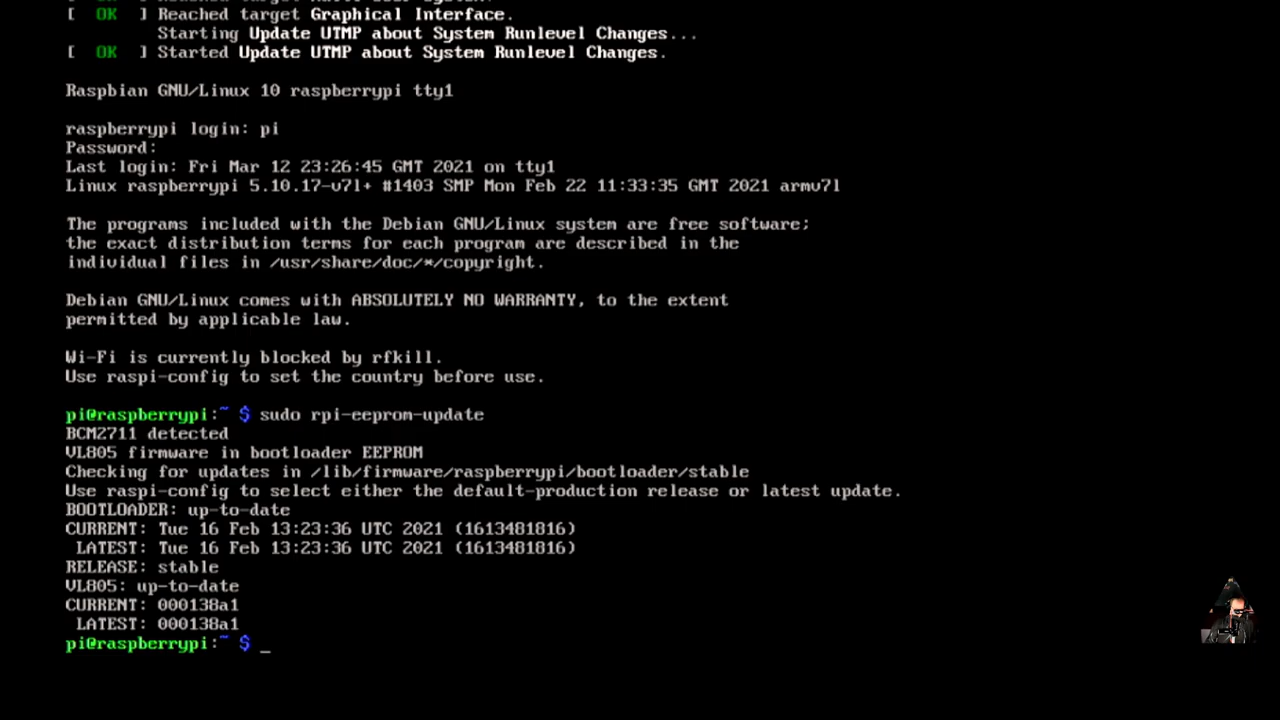 [  OK  ] Reached target Graphical Interface.
Starting Update UTMP about System Runlevel Changes...
[  OK  ] Started Update UTMP about System Runlevel Changes.
Raspbian GNU/Linux 10 raspberrypi tty1
raspberrypi login: pi
Password:
Last login: Fri Mar 12 23:26:45 GMT 2021 on tty1
Linux raspberrypi 5.10.17-v7l+ #1403 SMP Mon Feb 22 11:33:35 GMT 2021 armv7l
The programs included with the Debian GNU/Linux system are free software;
the exact distribution terms for each program are described in the
individual files in /usr/share/doc/*/copyright.
Debian GNU/Linux comes with ABSOLUTELY NO WARRANTY, to the extent
permitted by applicable law.
Wi-Fi is currently blocked by rfkill.
Use raspi-config to set the country before use.
pi@raspberrypi:~ $ sudo rpi-eeprom-update
BCM2711 detected
VL805 firmware in bootloader EEPROM
Checking for updates in /lib/firmware/raspberrypi/bootloader/stable
Use raspi-config to select either the default-production release or latest update.
BOOTLOADER: up-to-date
CURRENT: Tue 16 Feb 13:23:36 UTC 2021 (1613481816)
LATEST: Tue 16 Feb 13:23:36 UTC 2021 (1613481816)
RELEASE: stable
VL805: up-to-date
CURRENT: 000138a1
LATEST: 000138a1
pi@raspberrypi:~ $ _